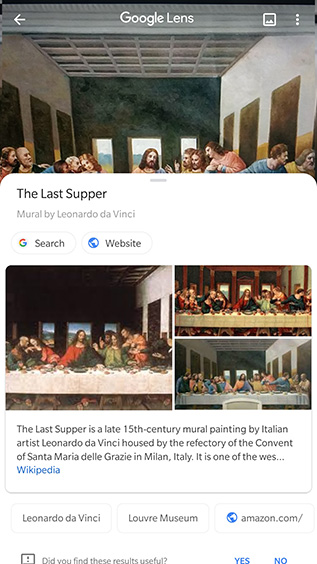 Google Lens
The Last Supper
Mural by Leonardo da Vinci
Search
Website
The Last Supper is a late 15th-century mural painting by Italian
artist Leonardo da Vinci housed by the refectory of the Convent
of Santa Maria delle Grazie in Milan, Italy. It is one of the wes...
Wikipedia
Leonardo da Vinci
Louvre Museum
amazon.com/
Did you find these results useful?
YES
NO